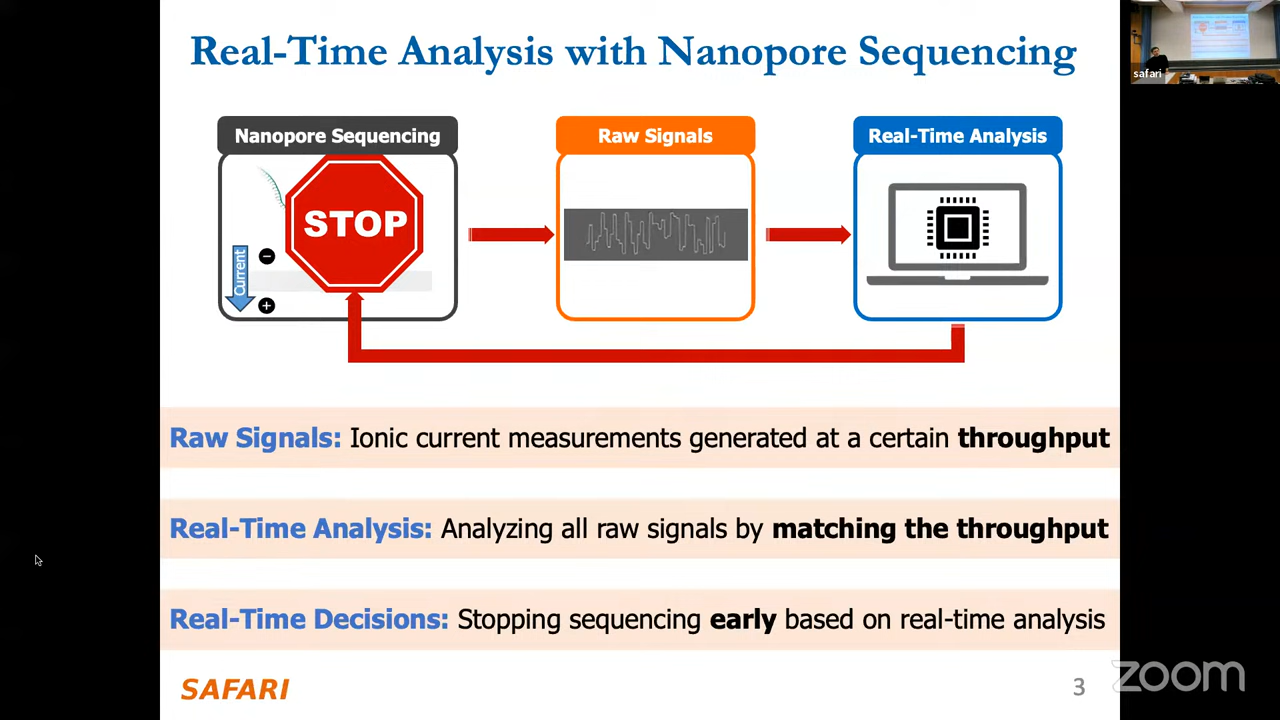 Real-Time Analysis with Nanopore Sequencing
safari
Nanopore Sequencing
Raw Signals
Real-Time Analysis
STOP
Current
Raw Signals: Ionic current measurements generated at a certain throughput
Real-Time Analysis: Analyzing all raw signals by matching the throughput
Real-Time Decisions: Stopping sequencing early based on real-time analysis
SAFARI
3
zoom